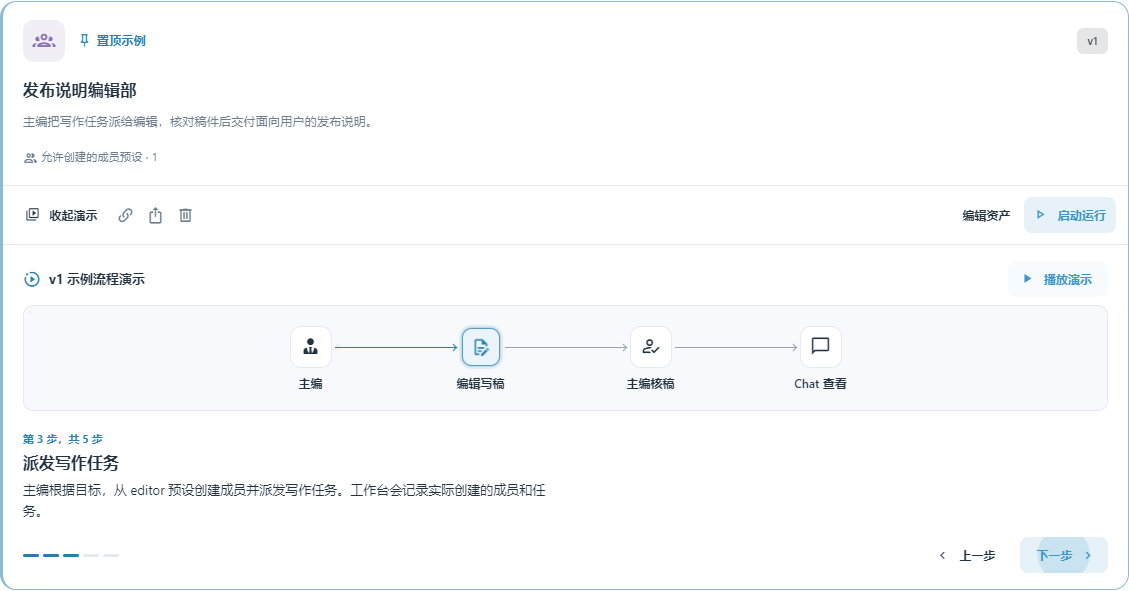 置顶示例
v1
发布说明编辑部
主编把写作任务派给编辑，核对稿件后交付面向用户的发布说明。
允许创建的成员预设 · 1
收起演示
编辑资产
启动运行
v1 示例流程演示
播放演示
主编
编辑写稿
主编核稿
Chat 查看
第 3 步，共 5 步
派发写作任务
主编根据目标，从 editor 预设创建成员并派发写作任务。工作台会记录实际创建的成员和任
务。
上一步
下一步